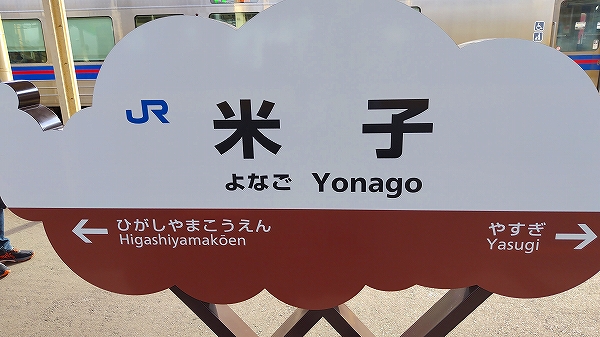 JR
米子
よなご Yonago
← ひがしやまこうえん
Higashiyamakōen
やすぎ →
Yasugi